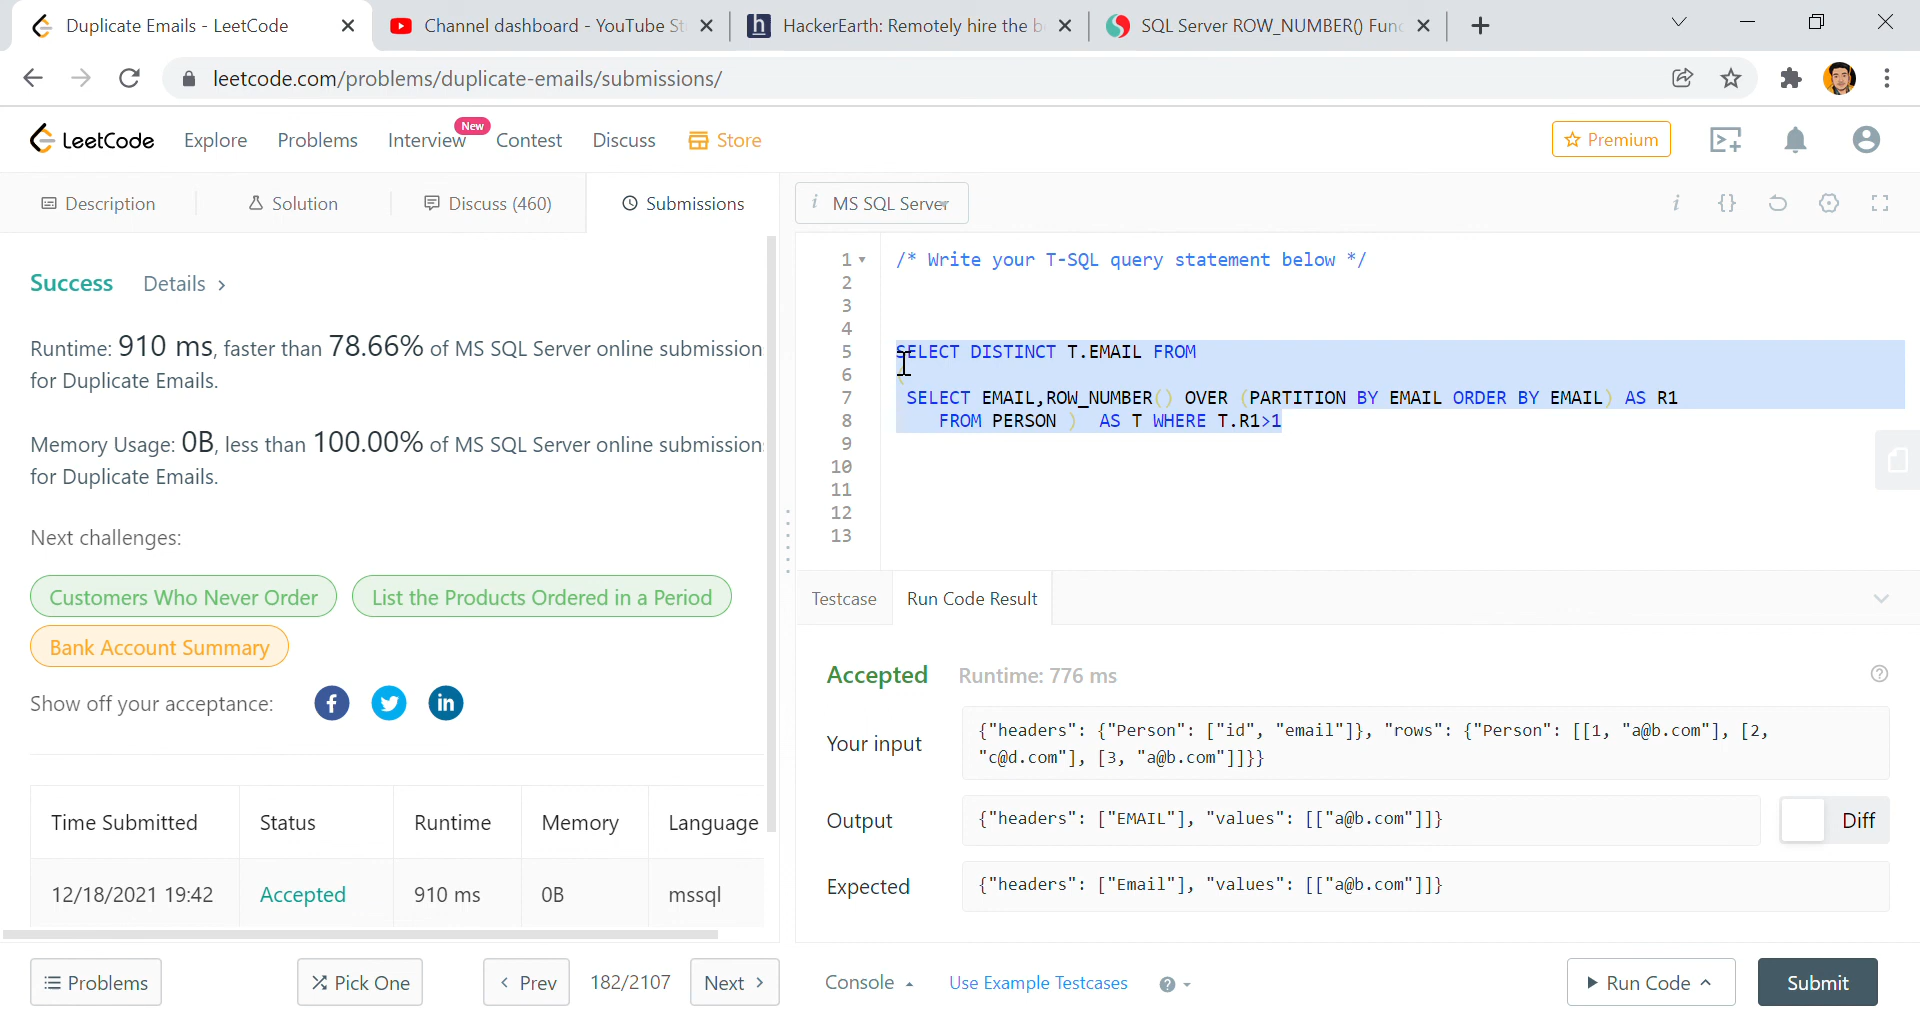 Duplicate Emails - LeetCode
Channel dashboard - YouTube St
HackerEarth: Remotely hire the b
SQL Server ROW_NUMBER() Func
leetcode.com/problems/duplicate-emails/submissions/
LeetCode
Explore
Problems
Interview
New
Contest
Discuss
Store
Premium
Description
Solution
Discuss (460)
Submissions
Success
Details >
Runtime: 910 ms, faster than 78.66% of MS SQL Server online submission
for Duplicate Emails.
Memory Usage: 0B, less than 100.00% of MS SQL Server online submission
for Duplicate Emails.
Next challenges:
Customers Who Never Order
List the Products Ordered in a Period
Bank Account Summary
Show off your acceptance:
Time Submitted Status Runtime Memory Language
12/18/2021 19:42 Accepted 910 ms 0B mssql
Problems
Pick One
< Prev
182/2107
Next >
i MS SQL Server
i {}
1 /* Write your T-SQL query statement below */
2
3
4
5 SELECT DISTINCT T.EMAIL FROM
6 (
7 SELECT EMAIL,ROW_NUMBER() OVER (PARTITION BY EMAIL ORDER BY EMAIL) AS R1
8 FROM PERSON ) AS T WHERE T.R1>1
9
10
11
12
13
Testcase
Run Code Result
Accepted Runtime: 776 ms
Your input
{"headers": {"Person": ["id", "email"]}, "rows": {"Person": [[1, "a@b.com"], [2,
"c@d.com"], [3, "a@b.com"]]}}
Output
{"headers": ["EMAIL"], "values": [["a@b.com"]]}
Diff
Expected
{"headers": ["Email"], "values": [["a@b.com"]]}
Console
Use Example Testcases
?
Run Code
Submit